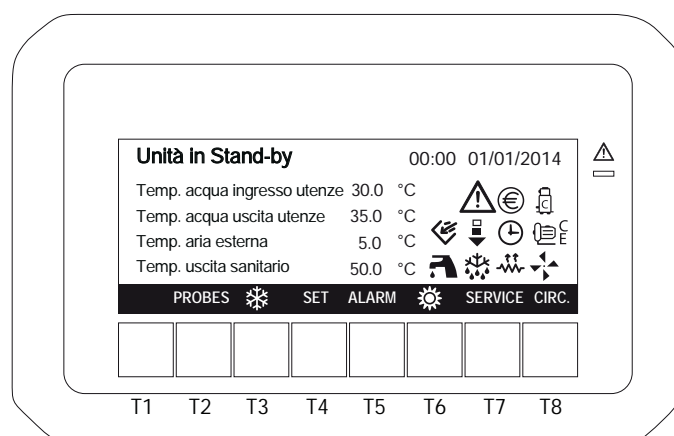 Unità in Stand-by 00:00 01/01/2014
Temp. acqua ingresso utenze 30.0 °C
Temp. acqua uscita utenze 35.0 °C
Temp. aria esterna 5.0 °C
Temp. uscita sanitario 50.0 °C
C
C
E
PROBES SET ALARM SERVICE CIRC.
T1 T2 T3 T4 T5 T6 T7 T8